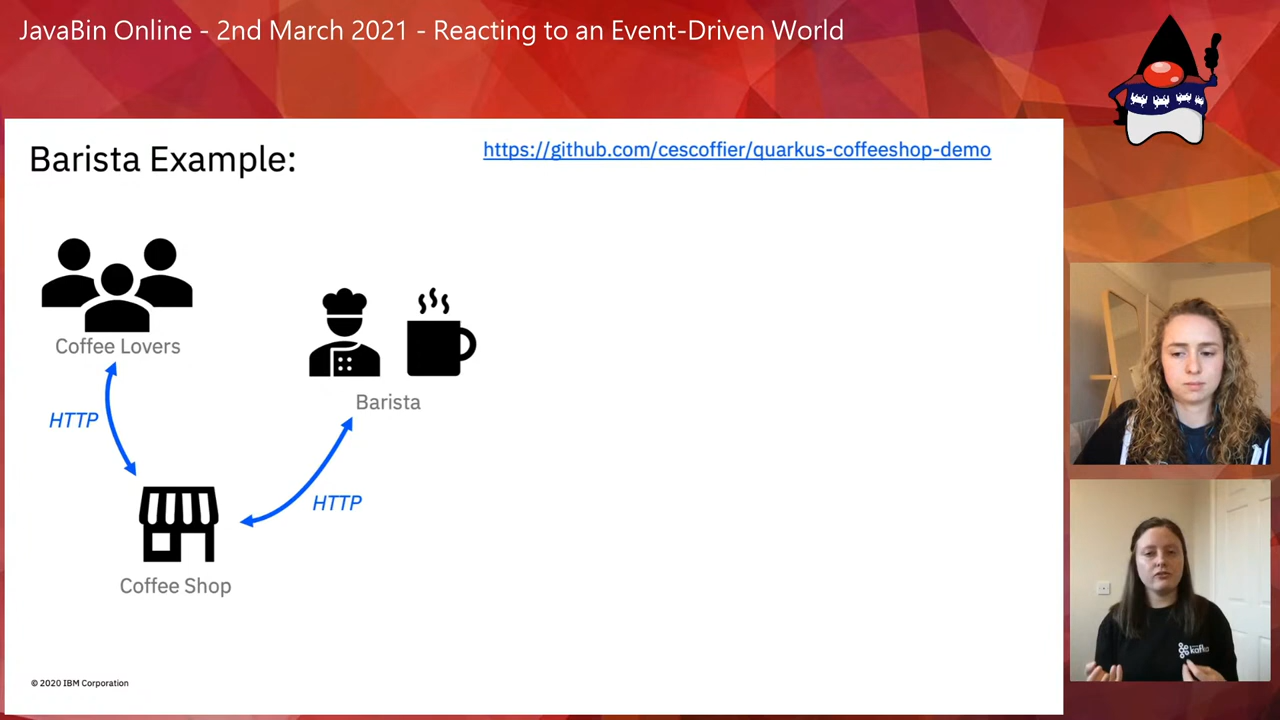 JavaBin Online - 2nd March 2021 - Reacting to an Event-Driven World
Barista Example:
https://github.com/cescoffier/quarkus-coffeeshop-demo
Coffee Lovers
Barista
HTTP
HTTP
Coffee Shop
© 2020 IBM Corporation
kafka